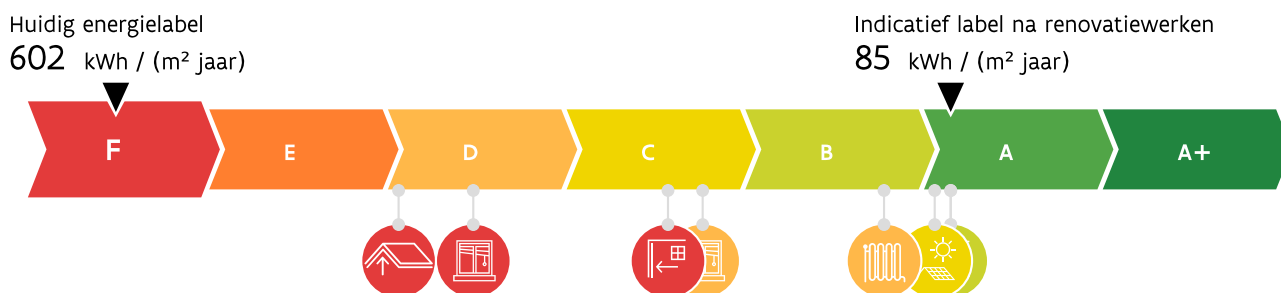 Huidig energielabel
602 kWh / (m² jaar)
Indicatief label na renovatiewerken
85 kWh / (m² jaar)
F E D C B A A+